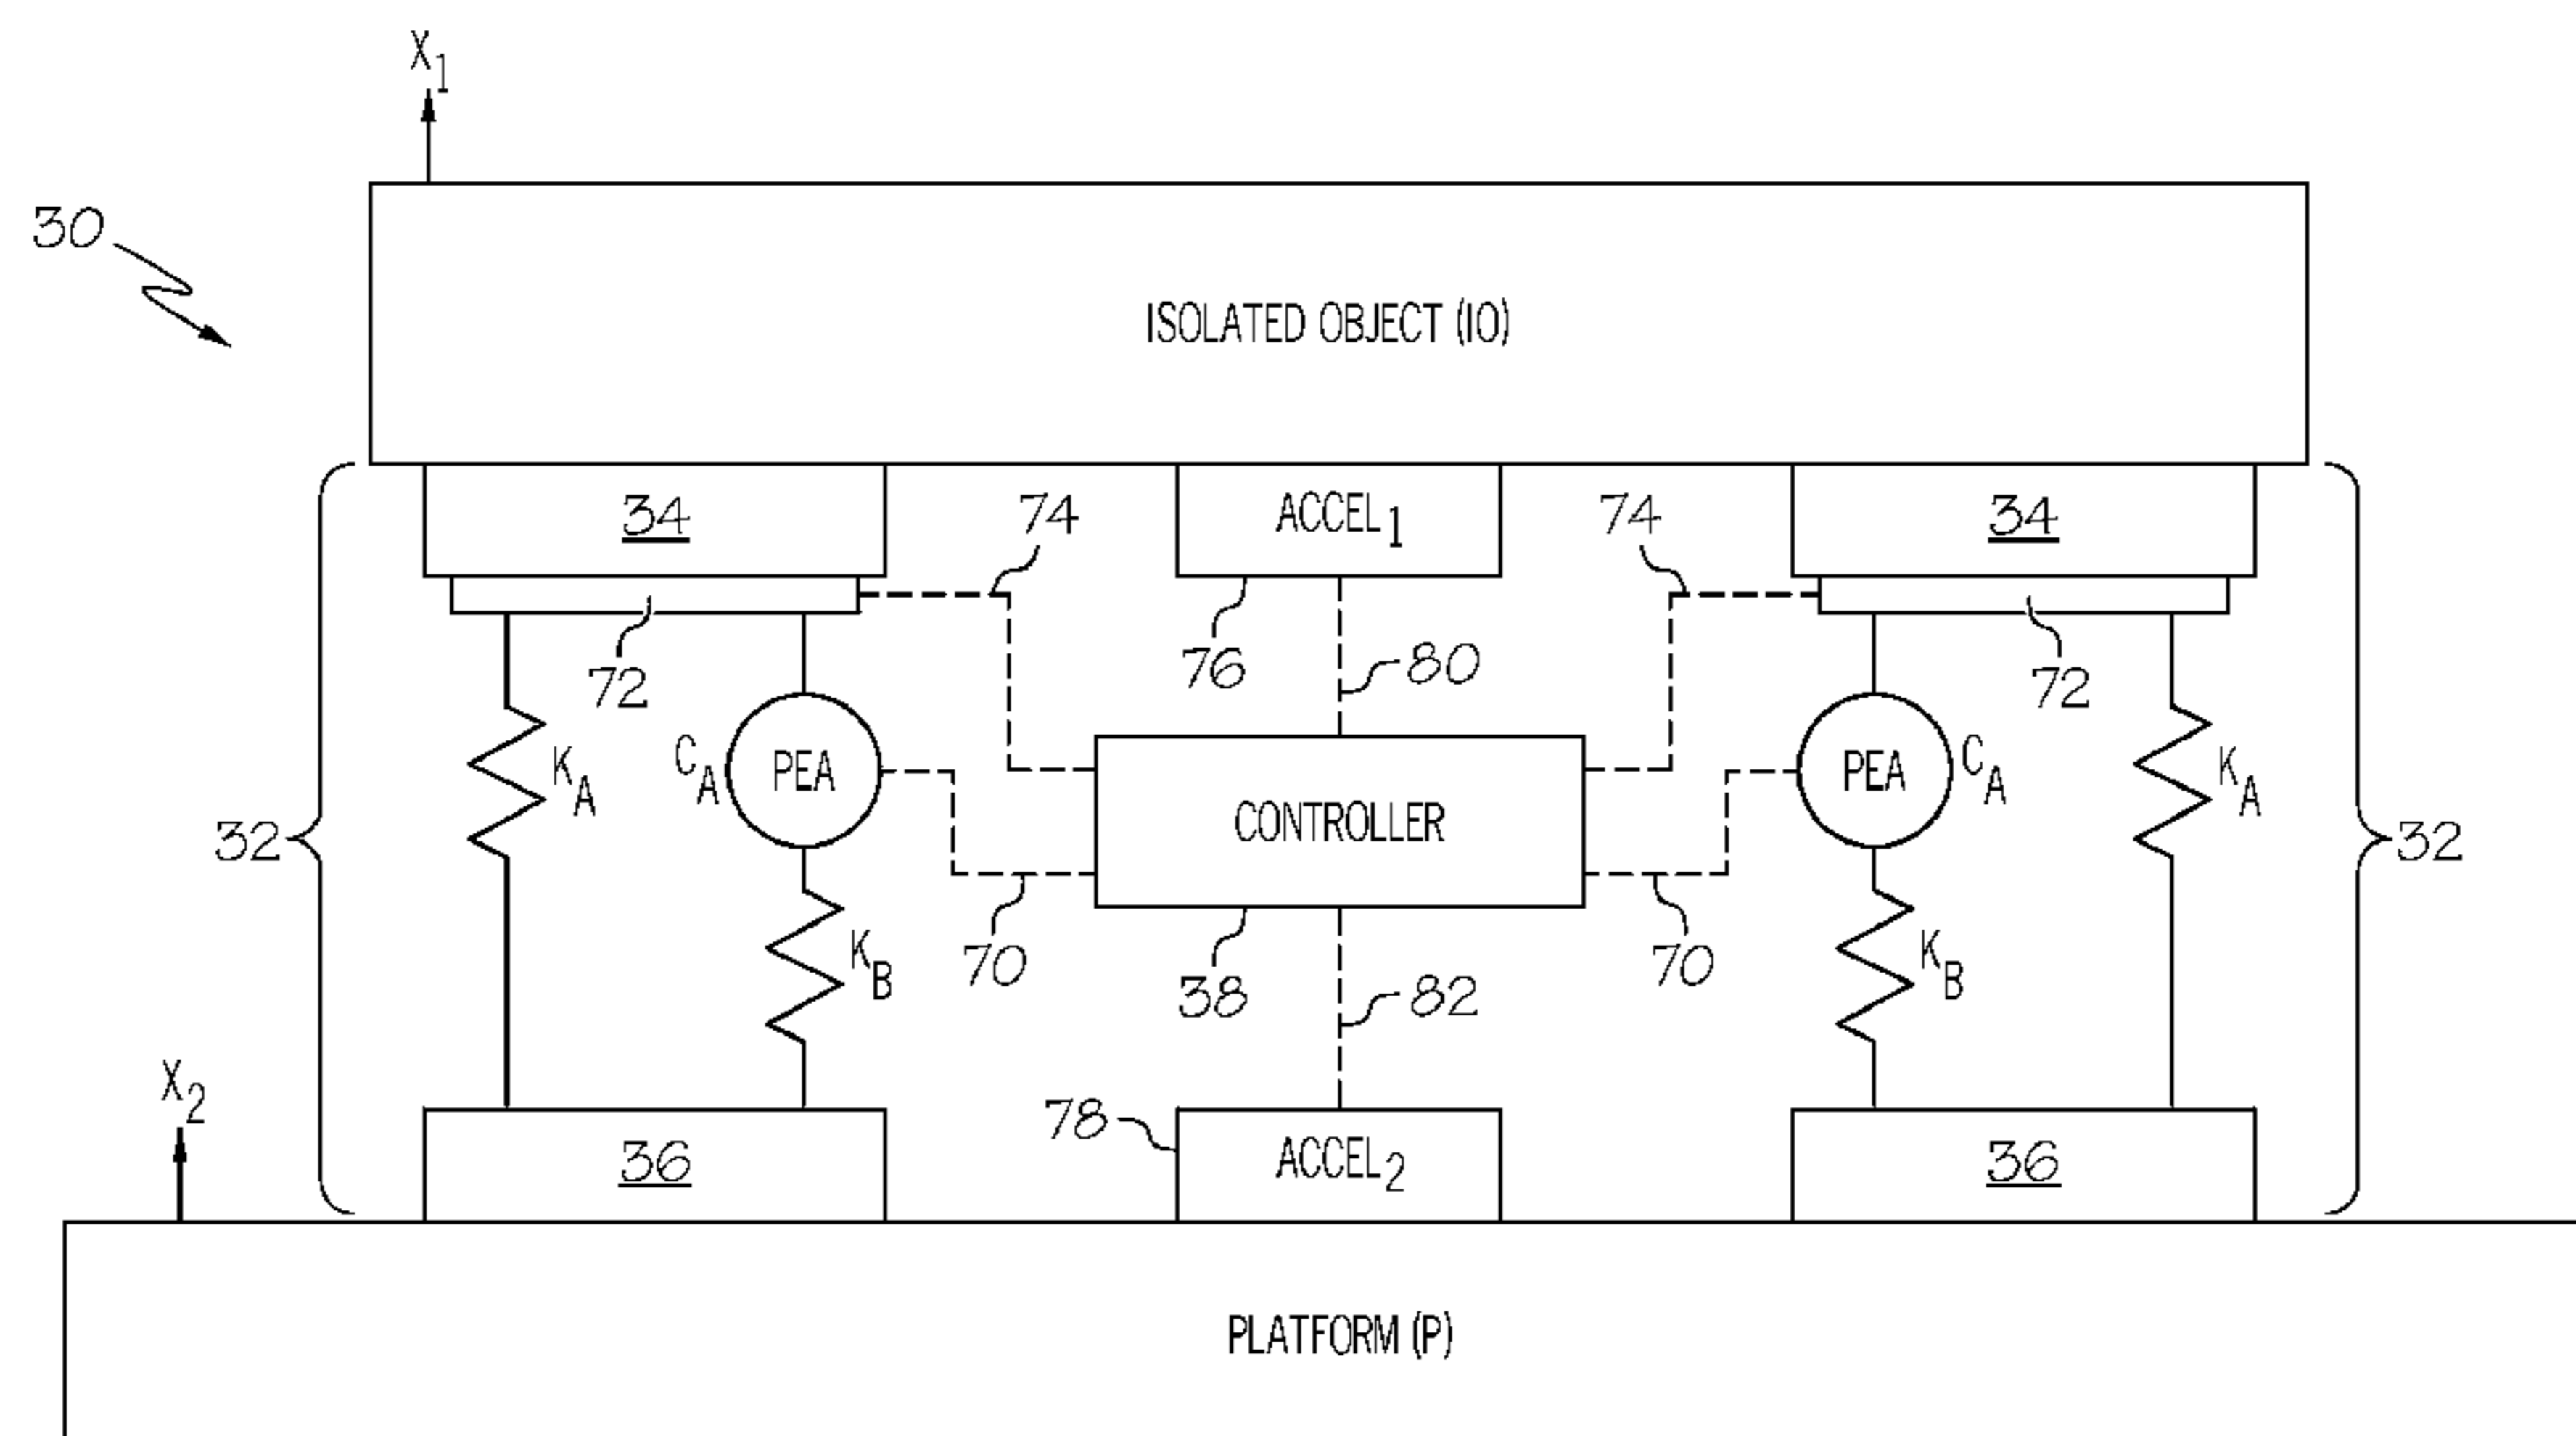 X1
30
ISOLATED OBJECT (IO)
34
74
ACCEL1
74
34
72
76
80
72
32
KA
CA
PEA
CONTROLLER
PEA
CA
KA
32
KB
70
38
82
70
KB
X2
36
78
ACCEL2
36
PLATFORM (P)